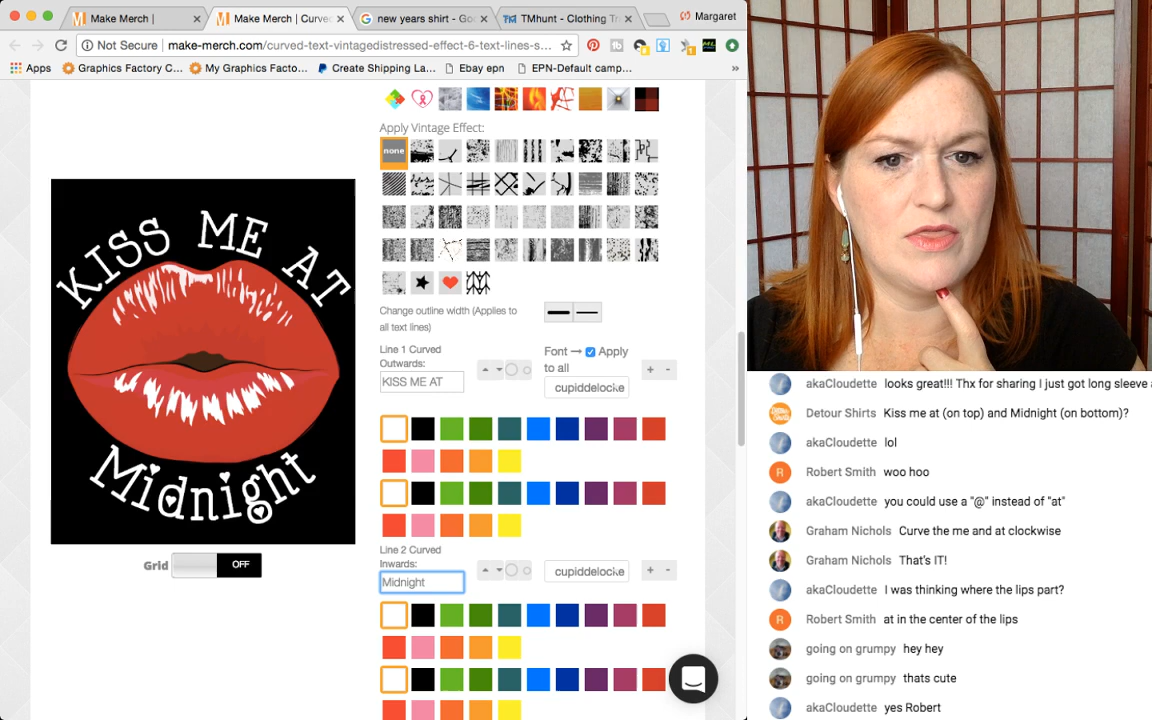 Make Merch |
Make Merch | Curve
new years shirt - Goo
TMhunt - Clothing Tr
Margaret
Not Secure | make-merch.com/curved-text-vintagedistressed-effect-6-text-lines-s...
Apps
Graphics Factory C...
My Graphics Facto...
Create Shipping La...
Ebay epn
EPN-Default camp...
»
Apply Vintage Effect:
none
KISS ME AT
Midnight
Change outline width (Applies to
all text lines)
Line 1 Curved
Outwards:
KISS ME AT
Font → Apply
to all
cupiddelocke
+ -
Line 2 Curved
Inwards:
Midnight
cupiddelocke
+ -
Grid OFF
akaCloudette looks great!!! Thx for sharing I just got long sleeve a
Detour Shirts Kiss me at (on top) and Midnight (on bottom)?
akaCloudette lol
R Robert Smith woo hoo
akaCloudette you could use a "@" instead of "at"
Graham Nichols Curve the me and at clockwise
Graham Nichols That's IT!
akaCloudette I was thinking where the lips part?
R Robert Smith at in the center of the lips
going on grumpy hey hey
going on grumpy thats cute
akaCloudette yes Robert